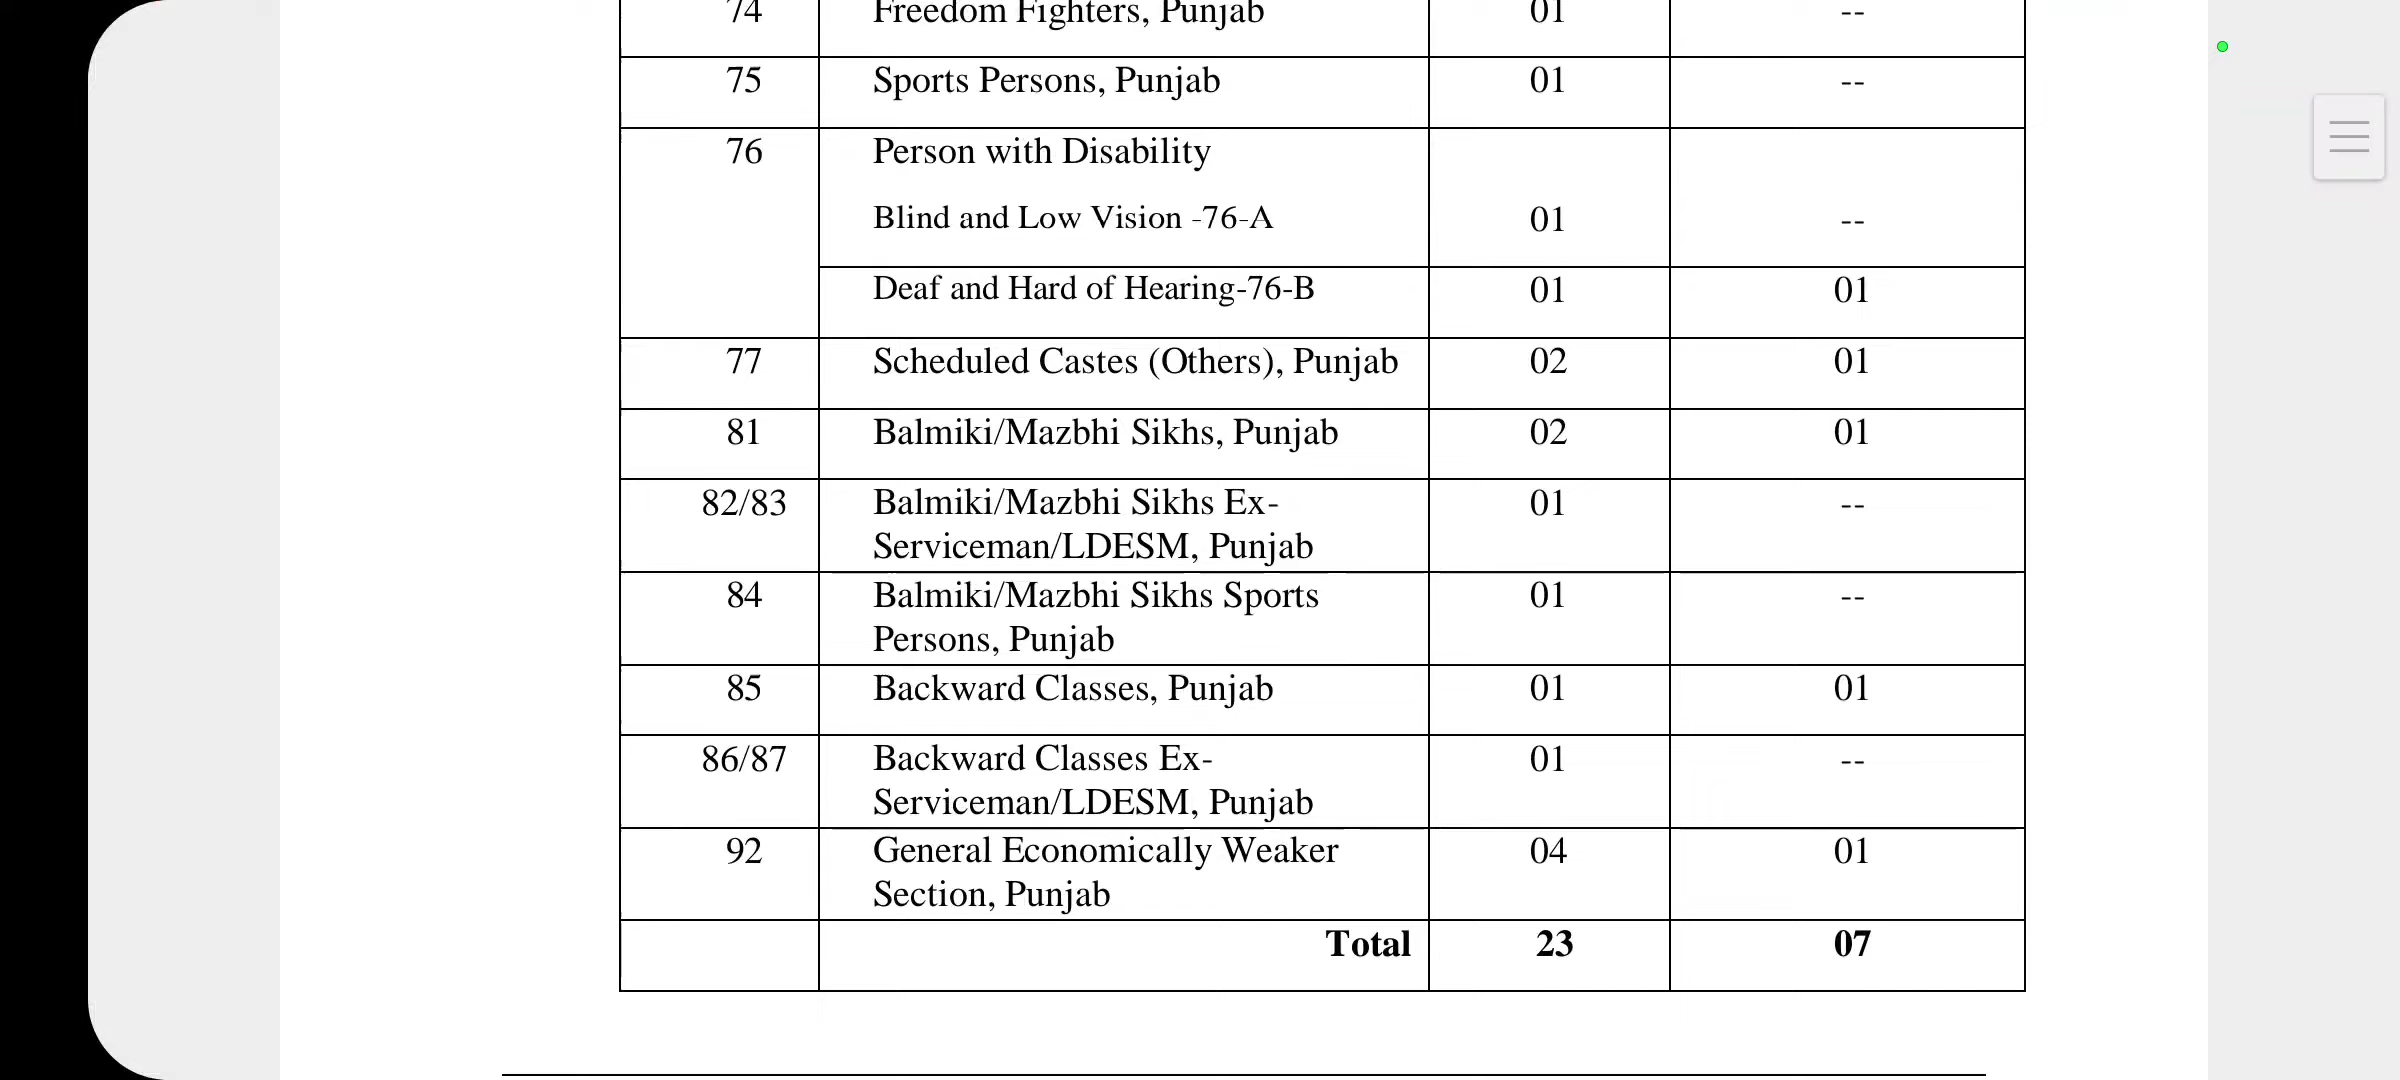 74 Freedom Fighters, Punjab 01 --
75 Sports Persons, Punjab 01 --
76 Person with Disability
Blind and Low Vision -76-A 01 --
Deaf and Hard of Hearing-76-B 01 01
77 Scheduled Castes (Others), Punjab 02 01
81 Balmiki/Mazbhi Sikhs, Punjab 02 01
82/83 Balmiki/Mazbhi Sikhs Ex- 01 --
Serviceman/LDESM, Punjab
84 Balmiki/Mazbhi Sikhs Sports 01 --
Persons, Punjab
85 Backward Classes, Punjab 01 01
86/87 Backward Classes Ex- 01 --
Serviceman/LDESM, Punjab
92 General Economically Weaker 04 01
Section, Punjab
Total 23 07